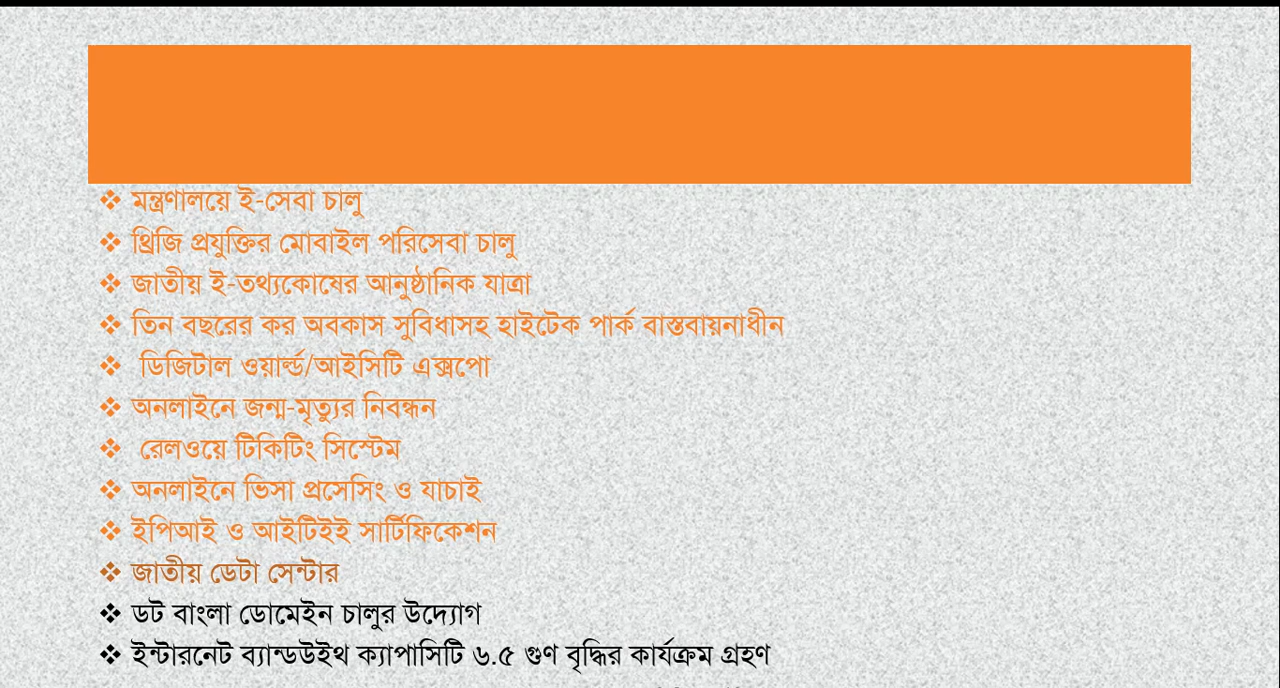 ❖ মন্ত্রণালয়ে ই-সেবা চালু
❖ থ্রিজি প্রযুক্তির মোবাইল পরিসেবা চালু
❖ জাতীয় ই-তথ্যকোষের আনুষ্ঠানিক যাত্রা
❖ তিন বছরের কর অবকাস সুবিধাসহ হাইটেক পার্ক বাস্তবায়নাধীন
❖ ডিজিটাল ওয়ার্ল্ড/আইসিটি এক্সপো
❖ অনলাইনে জন্ম-মৃত্যুর নিবন্ধন
❖ রেলওয়ে টিকিটিং সিস্টেম
❖ অনলাইনে ভিসা প্রসেসিং ও যাচাই
❖ ইপিআই ও আইটিইই সার্টিফিকেশন
❖ জাতীয় ডেটা সেন্টার
❖ ডট বাংলা ডোমেইন চালুর উদ্যোগ
❖ ইন্টারনেট ব্যান্ডউইথ ক্যাপাসিটি ৬.৫ গুণ বৃদ্ধির কার্যক্রম গ্রহণ